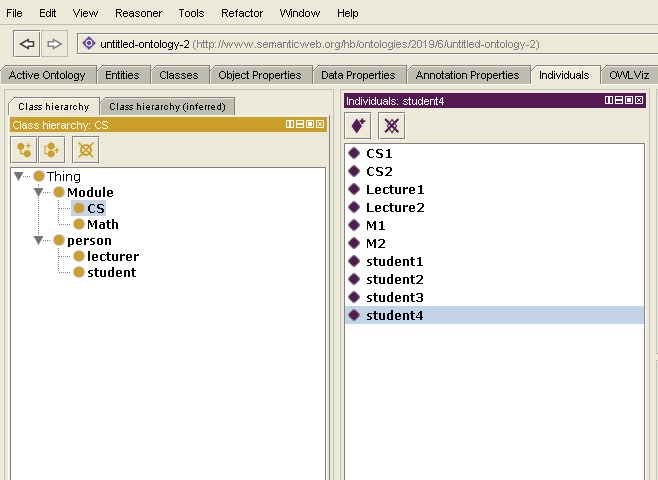 File Edit View Reasoner Tools Refactor Window Help
untitled-ontology-2 (http://www.semanticweb.org/hb/ontologies/2019/6/untitled-ontology-2)
Active Ontology Entities Classes Object Properties Data Properties Annotation Properties Individuals OWLViz
Class hierarchy Class hierarchy (inferred)
Class hierarchy: CS
Thing
Module
CS
Math
person
lecturer
student
Individuals: student4
CS1
CS2
Lecture1
Lecture2
M1
M2
student1
student2
student3
student4